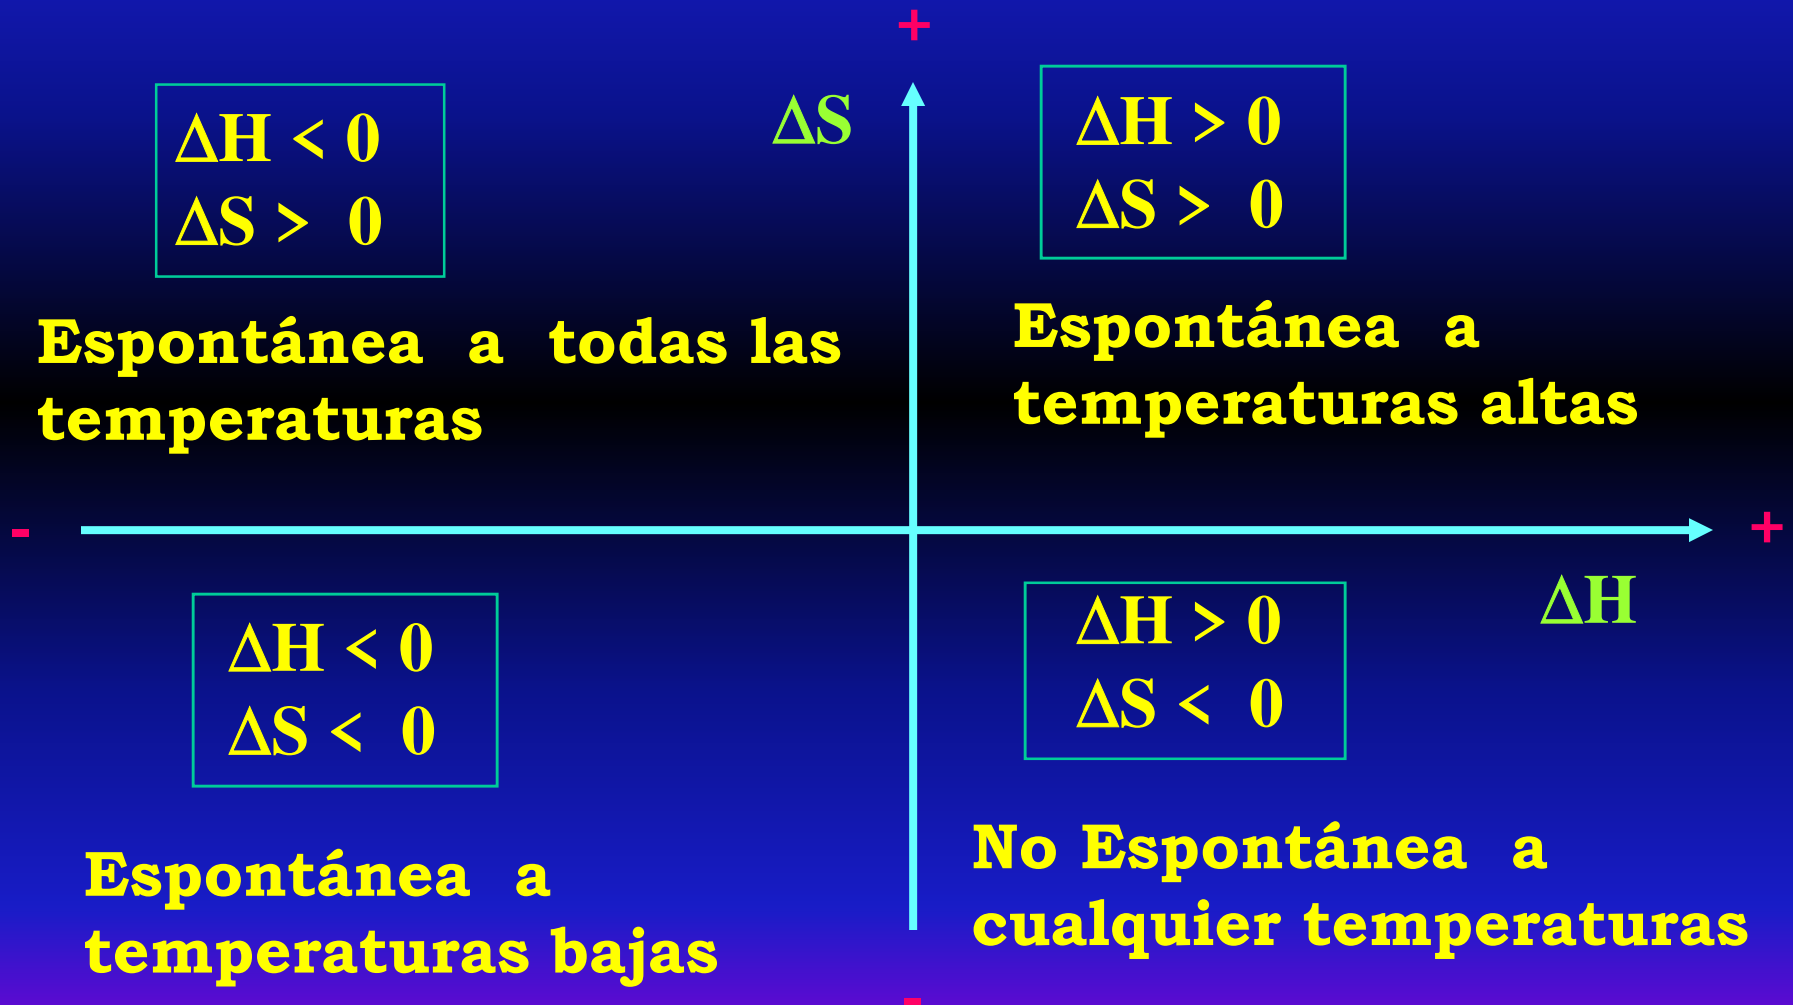 +
ΔH < 0
ΔS > 0
Espontánea a todas las
temperaturas
ΔS
ΔH > 0
ΔS > 0
Espontánea a
temperaturas altas
-
+
ΔH
ΔH < 0
ΔS < 0
Espontánea a
temperaturas bajas
ΔH > 0
ΔS < 0
No Espontánea a
cualquier temperaturas
-